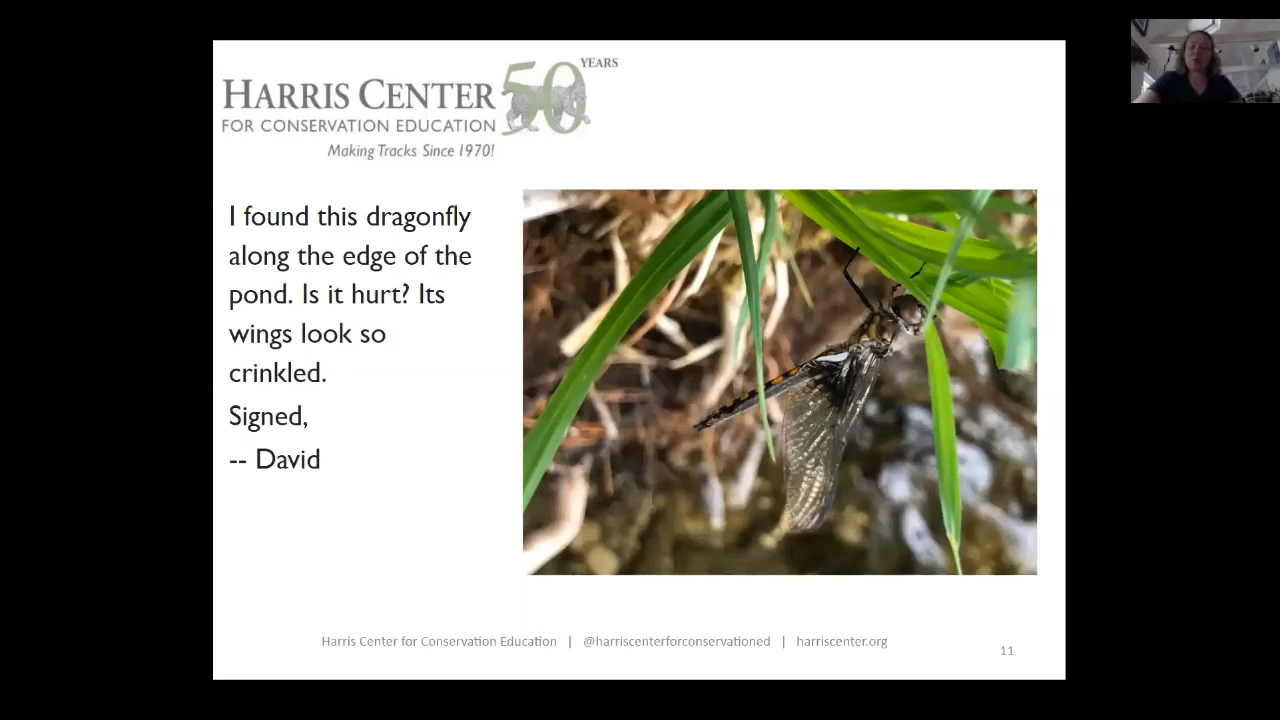 HARRIS CENTER 50 YEARS
FOR CONSERVATION EDUCATION
Making Tracks Since 1970!
I found this dragonfly
along the edge of the
pond. Is it hurt? Its
wings look so
crinkled.
Signed,
-- David
Harris Center for Conservation Education | @harriscenterforconservationed | harriscenter.org
11